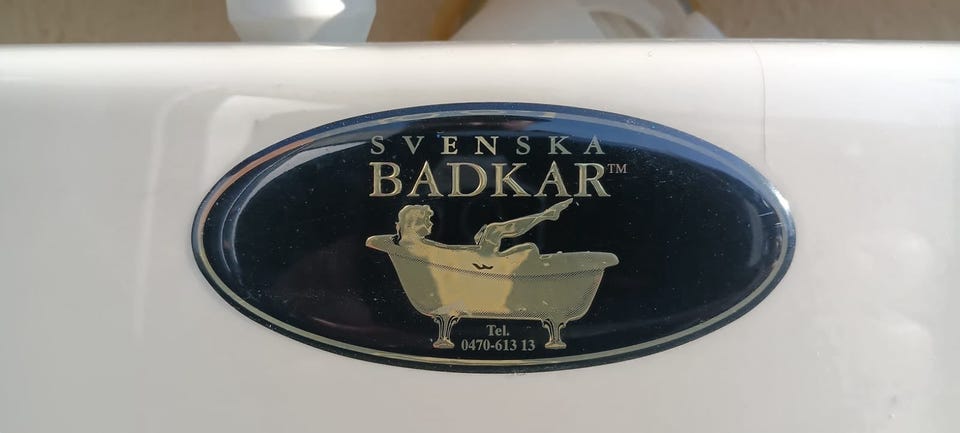 SVENSKA
BADKAR™
Tel.
0470-613 13